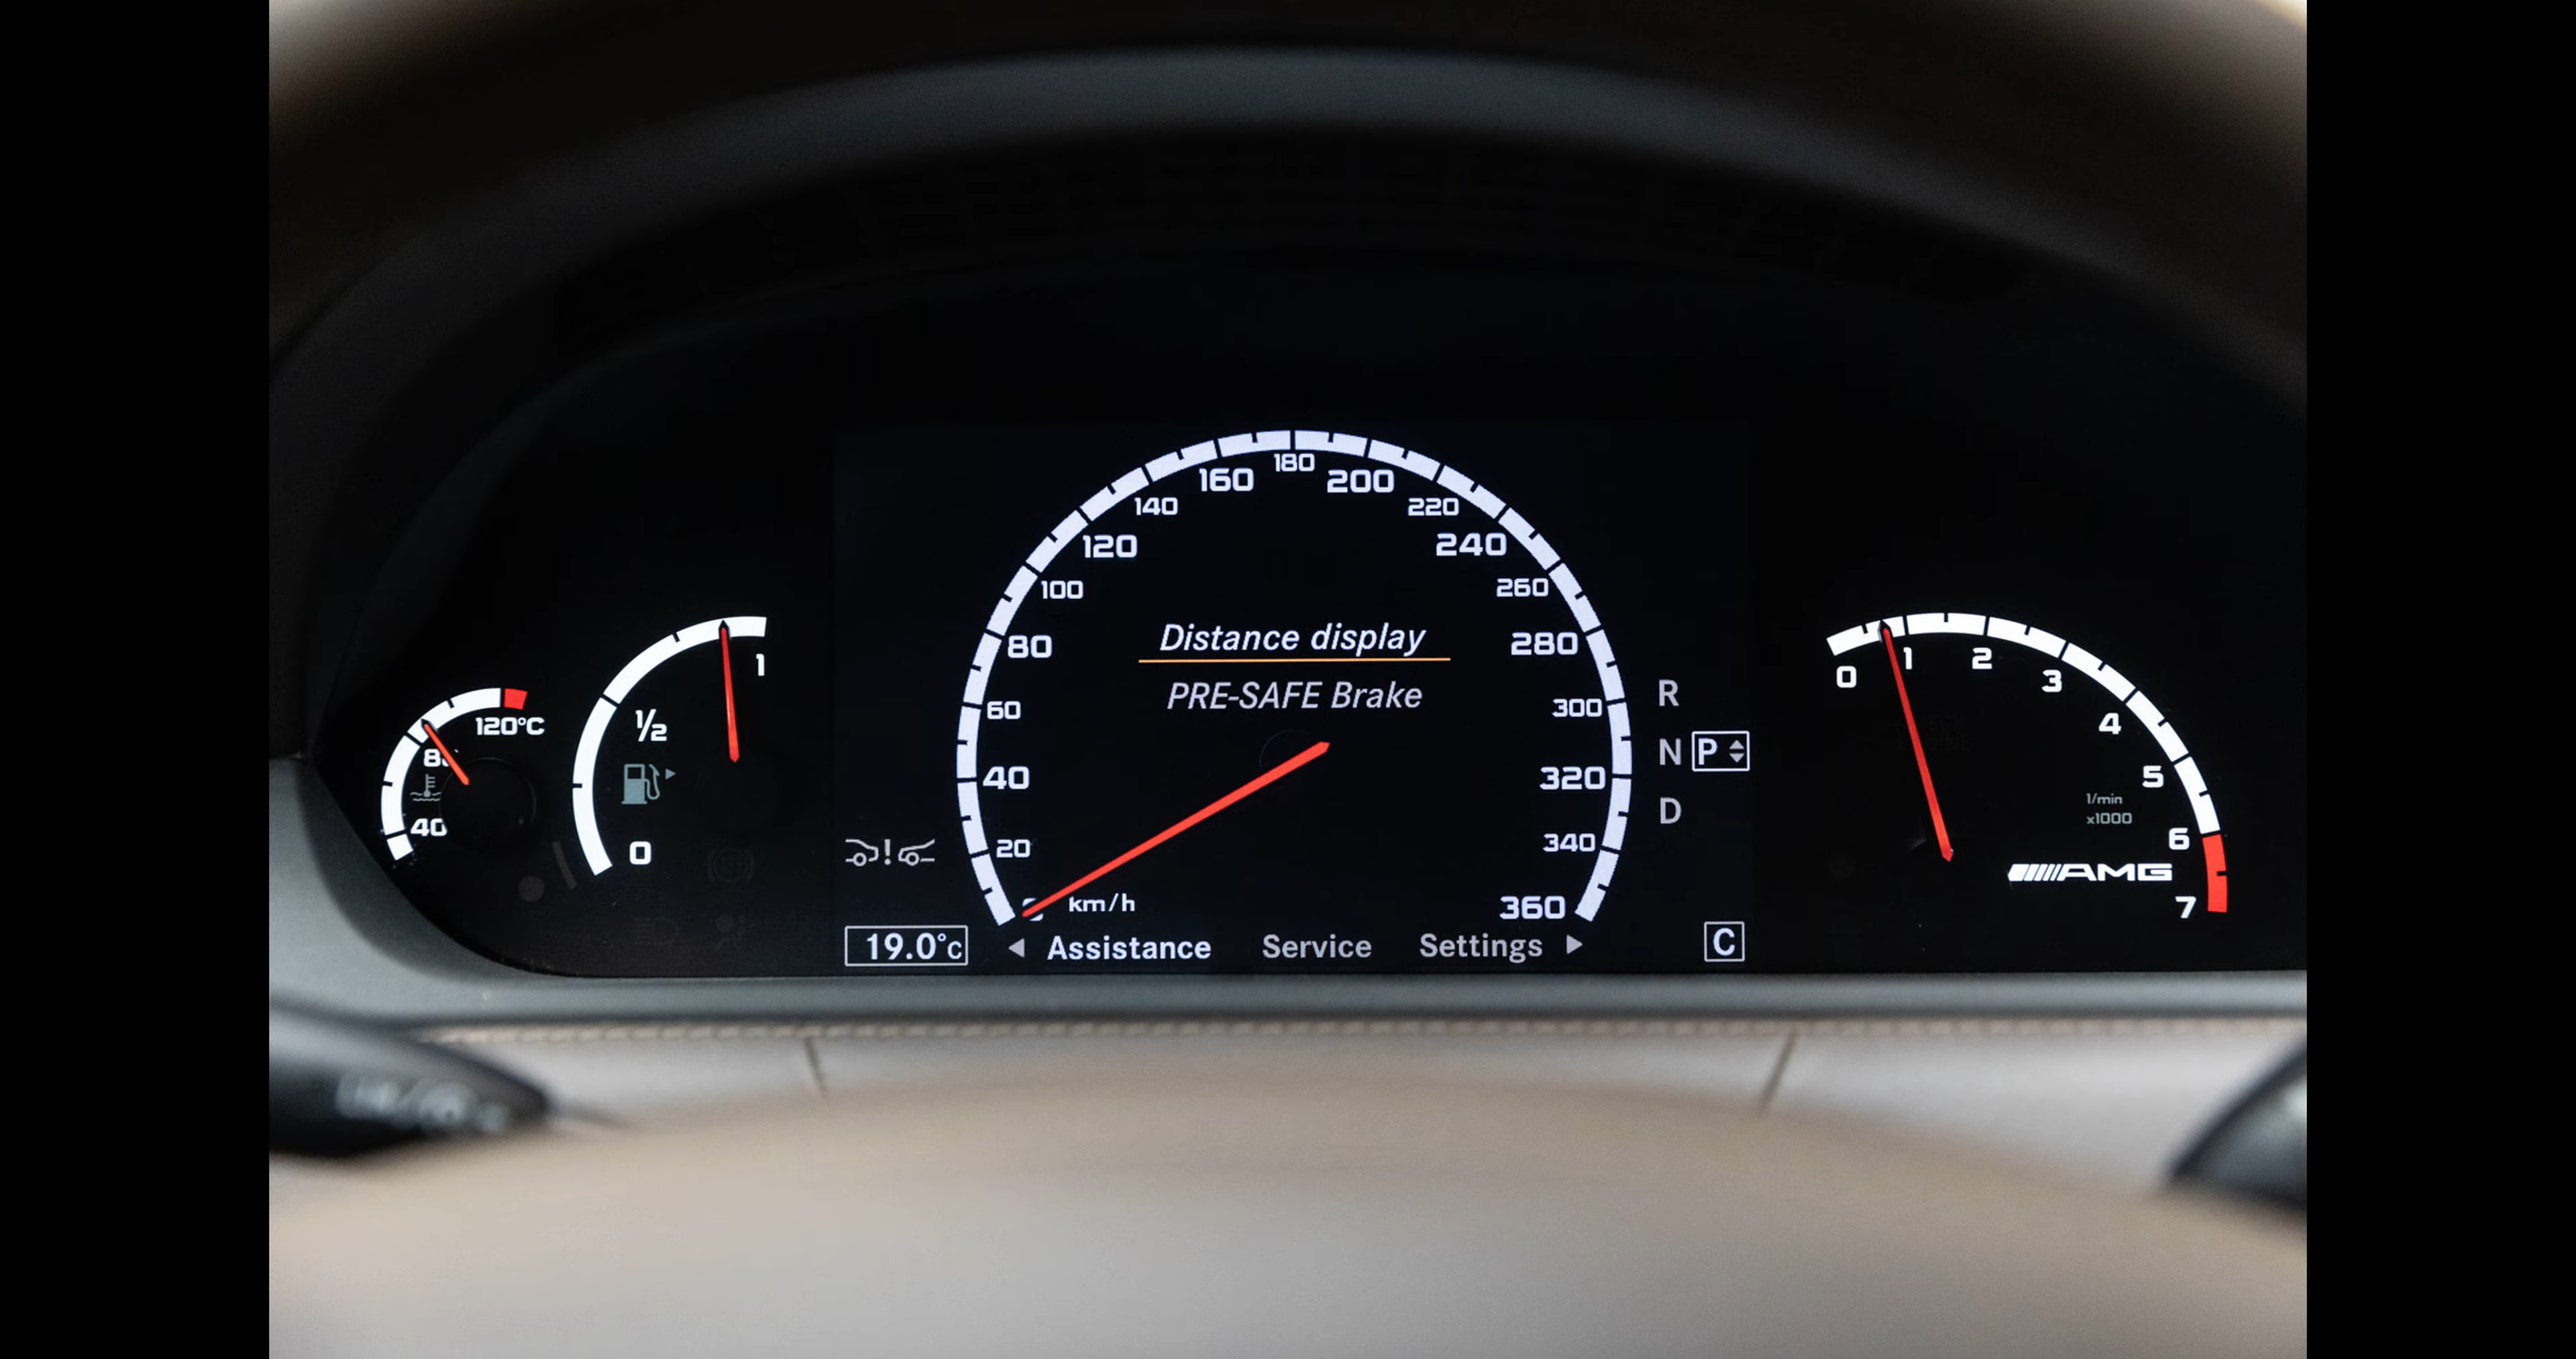 120°C
40
1
½
0
180
160
200
140
220
120
240
100
260
80
280
60
300
40
320
20
340
360
km/h
Distance display
PRE-SAFE Brake
R
N P
D
19.0°C
Assistance Service Settings
C
0
1
2
3
4
5
6
7
1/min
x1000
AMG